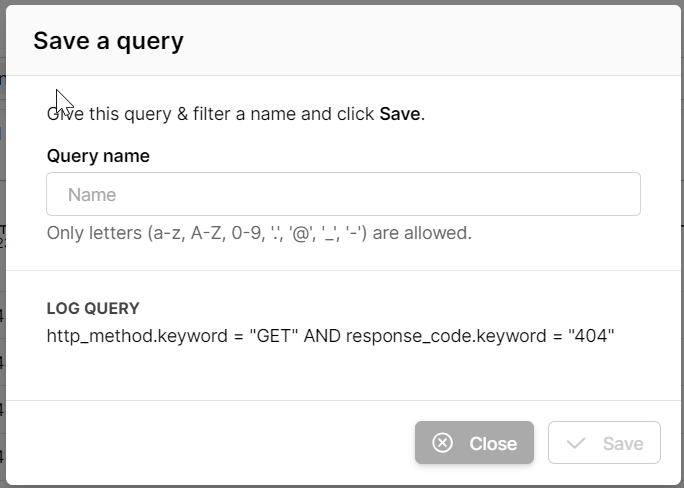 Save a query
Give this query & filter a name and click Save.
Query name
Name
Only letters (a-z, A-Z, 0-9, '.', '@', '_', '-') are allowed.
LOG QUERY
http_method.keyword = "GET" AND response_code.keyword = "404"
Close
Save